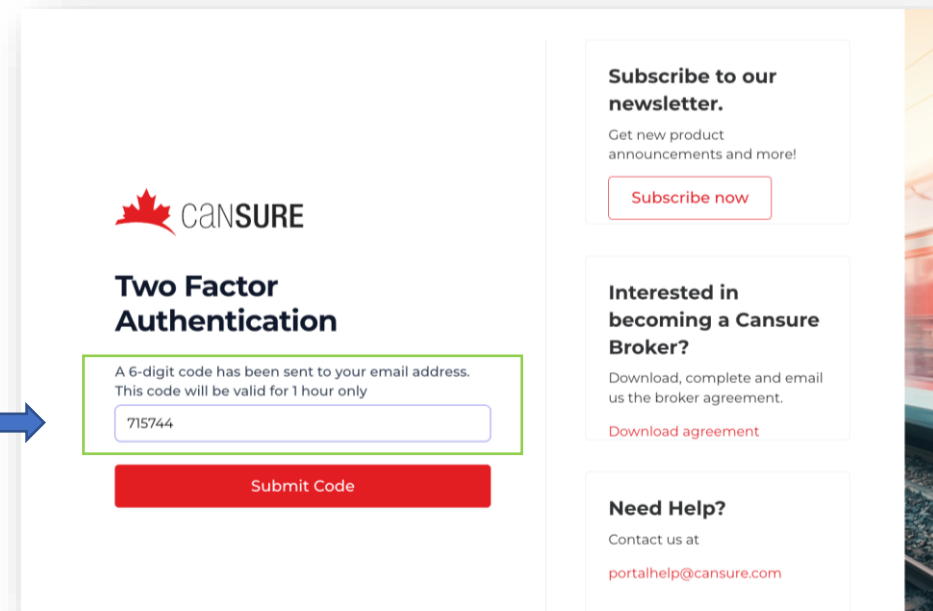 CANSURE
Two Factor
Authentication
A 6-digit code has been sent to your email address.
This code will be valid for 1 hour only
715744
Submit Code
Subscribe to our
newsletter.
Get new product
announcements and more!
Subscribe now
Interested in
becoming a Cansure
Broker?
Download, complete and email
us the broker agreement.
Download agreement
Need Help?
Contact us at
portalhelp@cansure.com